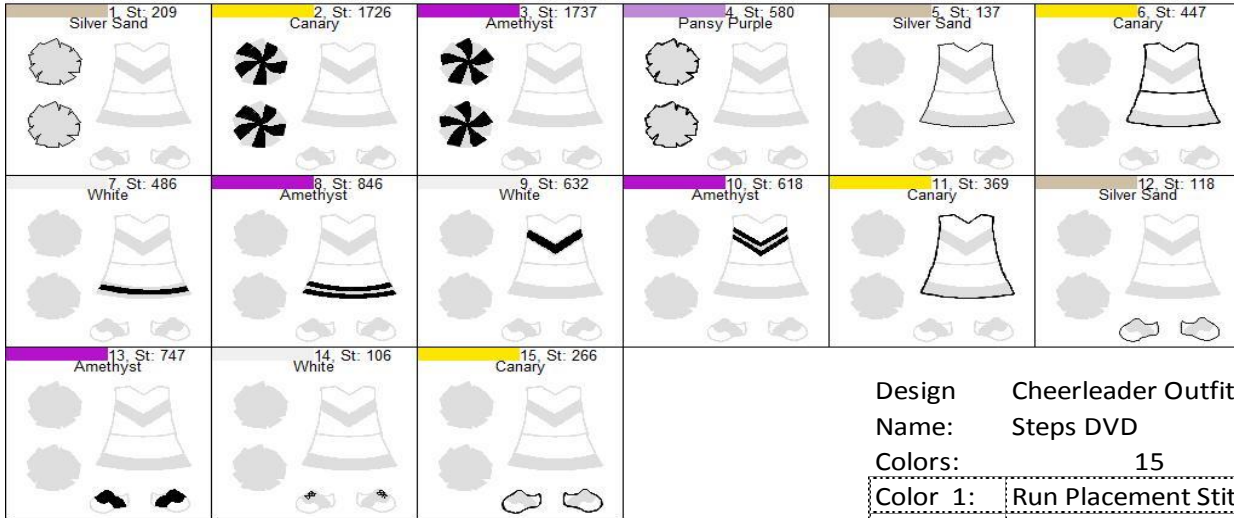 1, St: 209
Silver Sand
2, St: 1726
Canary
3, St: 1737
Amethyst
4, St: 580
Pansy Purple
5, St: 137
Silver Sand
6, St: 447
Canary
7, St: 486
White
8, St: 846
Amethyst
9, St: 632
White
10, St: 618
Amethyst
11, St: 369
Canary
12, St: 118
Silver Sand
13, St: 747
Amethyst
14, St: 106
White
15, St: 266
Canary
Design Cheerleader Outfit
Name: Steps DVD
Colors: 15
Color 1: Run Placement Stit